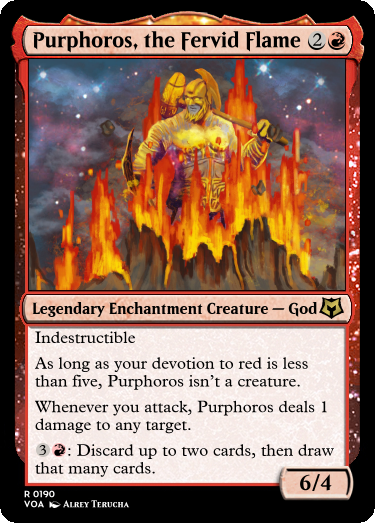 Purphoros, the Fervid Flame 2
Legendary Enchantment Creature — God
Indestructible
As long as your devotion to red is less
than five, Purphoros isn't a creature.
Whenever you attack, Purphoros deals 1
damage to any target.
3 : Discard up to two cards, then draw
that many cards.
6/4
R 0190
VOA Alrey Terucha